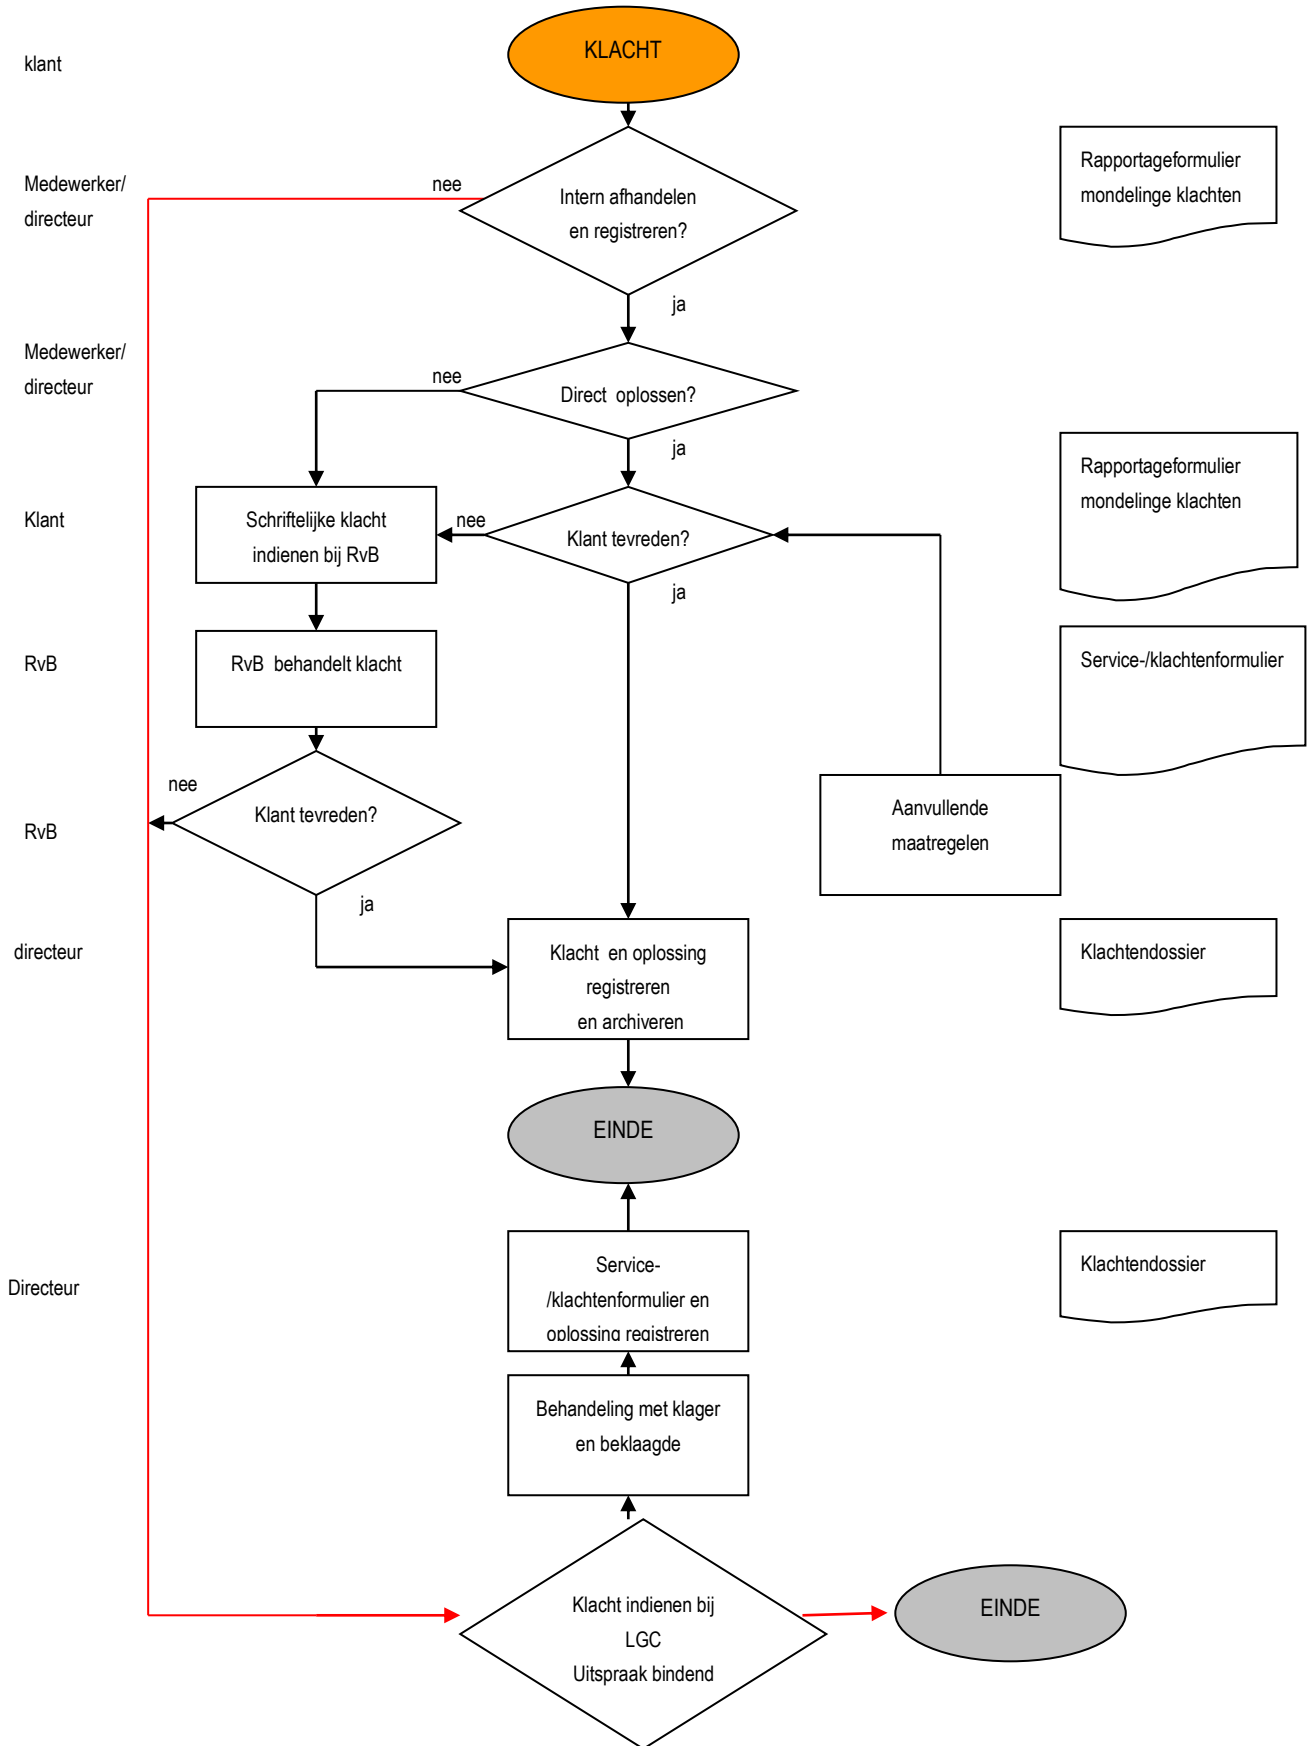 KLACHT
klant
Medewerker/
directeur
nee
Intern afhandelen
en registreren?
Rapportageformulier
mondelinge klachten
ja
Medewerker/
directeur
nee
Direct oplossen?
ja
Rapportageformulier
mondelinge klachten
Klant
Schriftelijke klacht
indienen bij RvB
nee
Klant tevreden?
ja
RvB
RvB behandelt klacht
Service-/klachtenformulier
nee
Klant tevreden?
RvB
Aanvullende
maatregelen
ja
directeur
Klacht en oplossing
registreren
en archiveren
Klachtendossier
EINDE
Directeur
Service-
/klachtenformulier en
oplossing registreren
Klachtendossier
Behandeling met klager
en beklaagde
Klacht indienen bij
LGC
Uitspraak bindend
EINDE